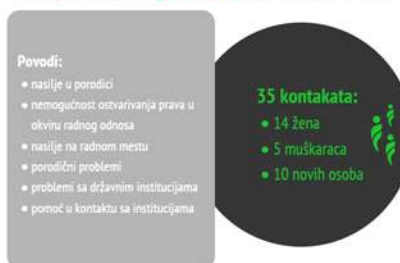 Povodi:
• nasilje u porodici
• nemogućnost ostvarivanja prava u
okviru radnog odnosa
• nasilje na radnom mestu
• porodični problemi
• problemi sa državnim institucijama
• pomoć u kontaktu sa institucijama
35 kontakata:
• 14 žena
• 5 muškaraca
• 10 novih osoba